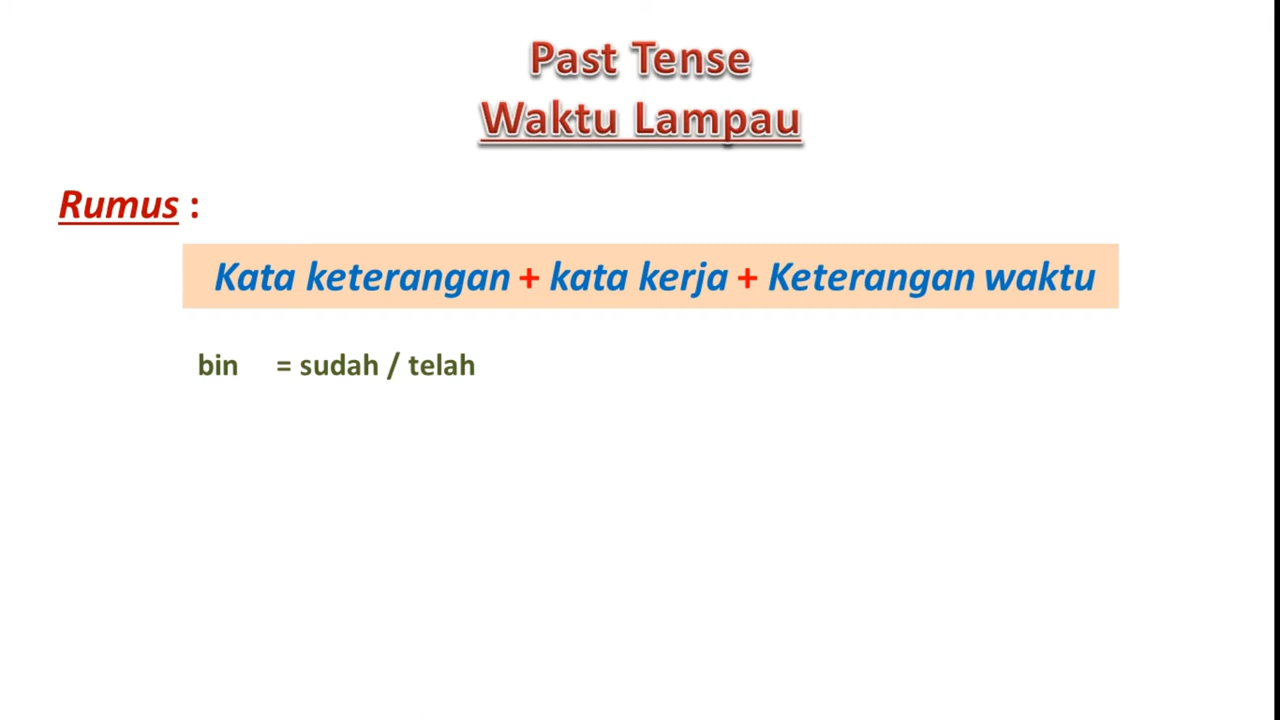 Past Tense
Waktu Lampau
Rumus :
Kata keterangan + kata kerja + Keterangan waktu
bin = sudah / telah